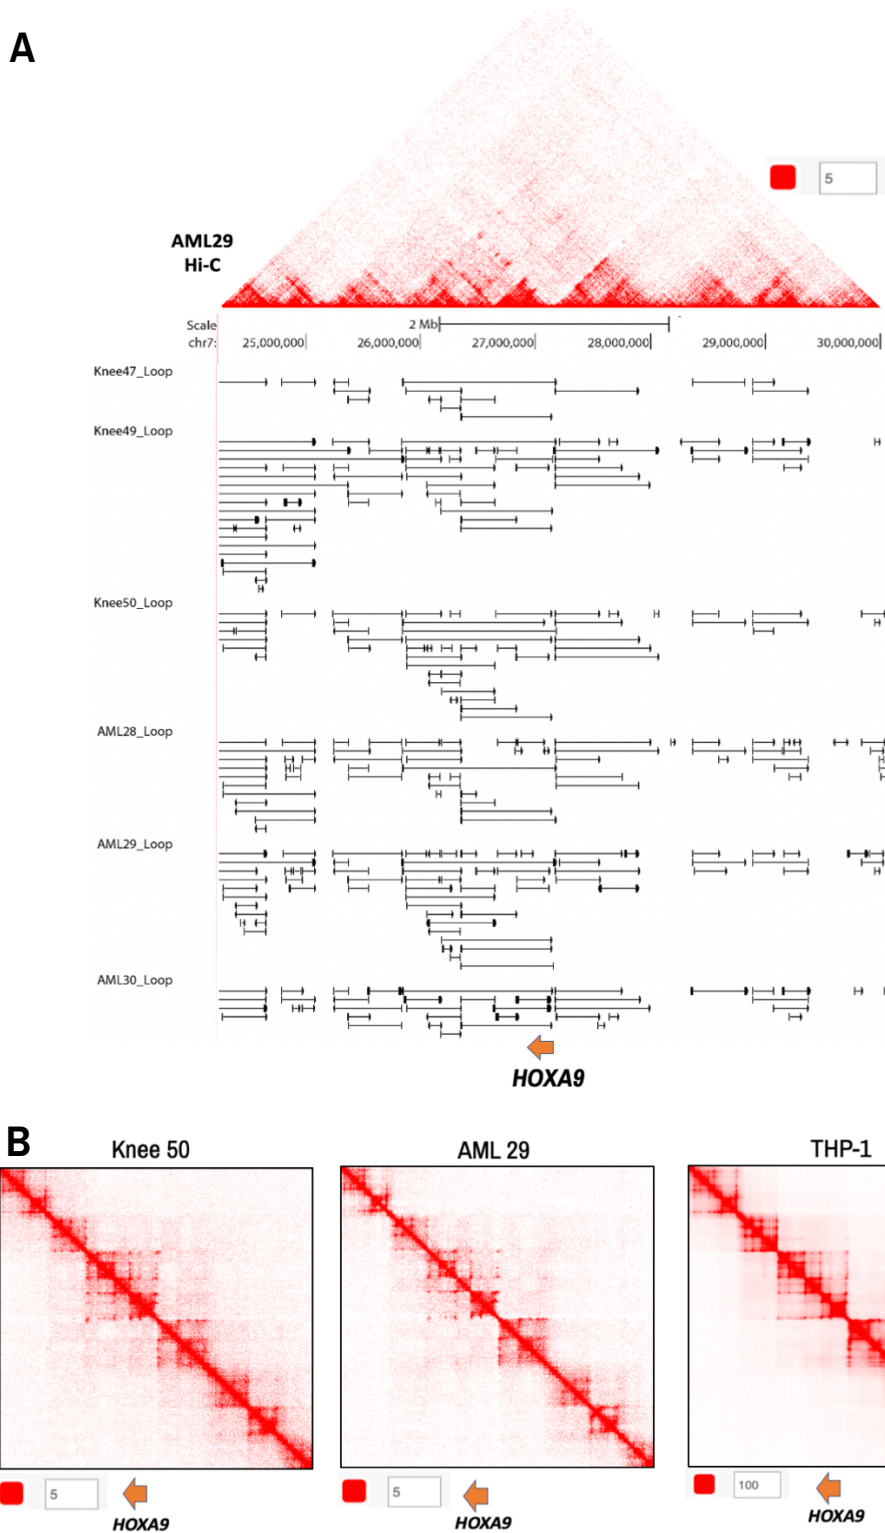 A
5
AML29
Hi-C
Scale
2 Mb
chr7:
25,000,000
26,000,000
27,000,000
28,000,000
29,000,000
30,000,000
Knee47_Loop
Knee49_Loop
Knee50_Loop
AML28_Loop
AML29_Loop
AML30_Loop
HOXA9
B
Knee 50
AML 29
THP-1
5
5
100
HOXA9
HOXA9
HOXA9